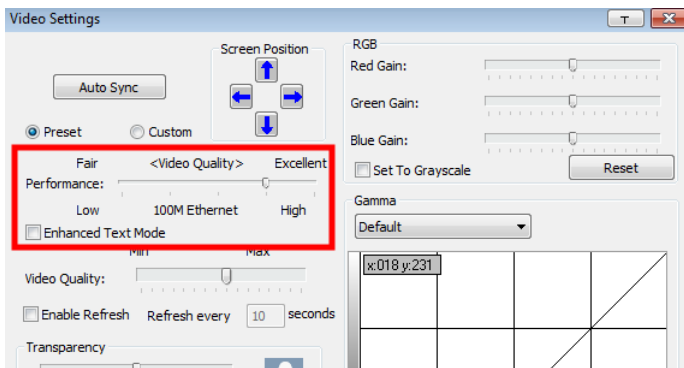 Video Settings
T
Screen Position
Auto Sync
Preset
Custom
Fair
<Video Quality>
Excellent
Performance:
Low
100M Ethernet
High
Enhanced Text Mode
Min
Max
Video Quality:
Enable Refresh
Refresh every
10
seconds
Transparency
RGB
Red Gain:
Green Gain:
Blue Gain:
Set To Grayscale
Reset
Gamma
Default
x:018 y:231